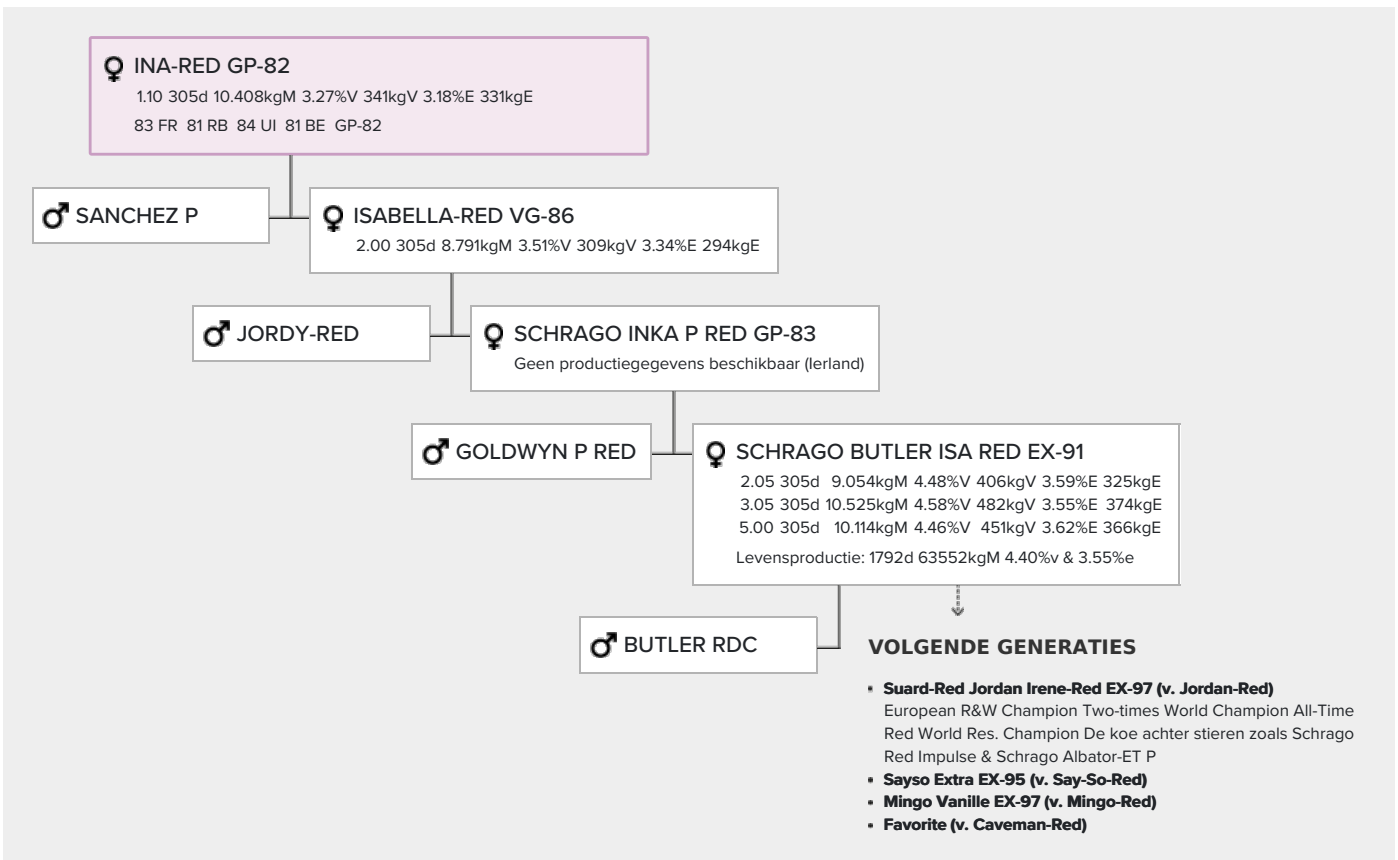 INA-RED GP-82
1.10 305d 10.408kgM 3.27%V 341kgV 3.18%E 331kgE
83 FR 81 RB 84 UI 81 BE GP-82
SANCHEZ P
ISABELLA-RED VG-86
2.00 305d 8.791kgM 3.51%V 309kgV 3.34%E 294kgE
JORDY-RED
SCHRAGO INKA P RED GP-83
Geen productiegegevens beschikbaar (Ierland)
GOLDWYN P RED
SCHRAGO BUTLER ISA RED EX-91
2.05 305d 9.054kgM 4.48%V 406kgV 3.59%E 325kgE
3.05 305d 10.525kgM 4.58%V 482kgV 3.55%E 374kgE
5.00 305d 10.114kgM 4.46%V 451kgV 3.62%E 366kgE
Levensproductie: 1792d 63552kgM 4.40%v & 3.55%e
BUTLER RDC
VOLGENDE GENERATIES
Suard-Red Jordan Irene-Red EX-97 (v. Jordan-Red)
European R&W Champion Two-times World Champion All-Time
Red World Res. Champion De koe achter stieren zoals Schrago
Red Impulse & Schrago Albator-ET P
Sayso Extra EX-95 (v. Say-So-Red)
Mingo Vanille EX-97 (v. Mingo-Red)
Favorite (v. Caveman-Red)